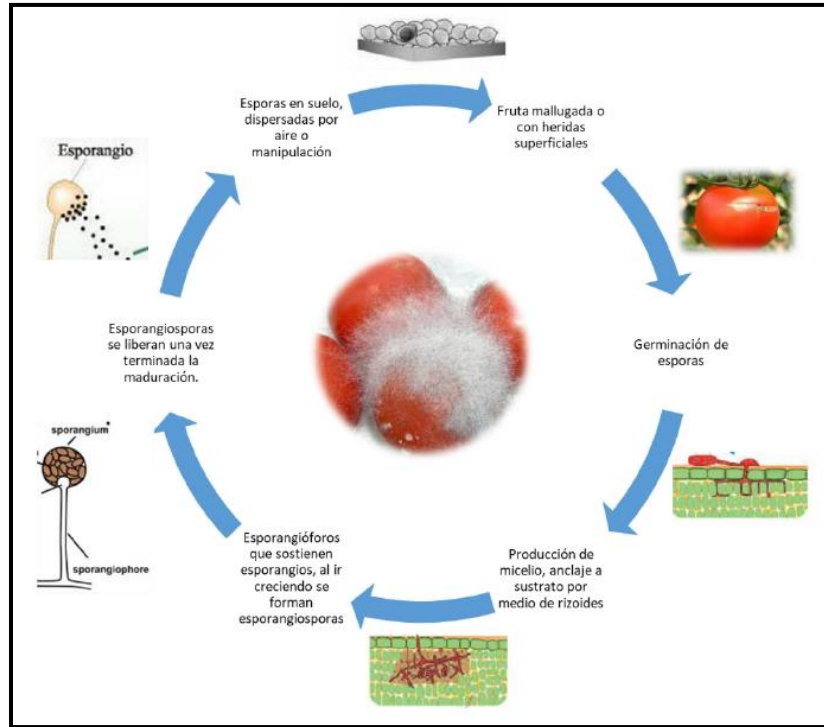 Esporas en suelo,
dispersadas por
aire o
manipulación
Fruta mallugada o
con heridas
superficiales
Germinación de
esporas
Producción de
micelio, anclaje a
sustrato por
medio de rizoides
Esporangióforos
que sostienen
esporangios, al ir
creciendo se
forman
esporangiosporas
sporangium
sporangiophore
Esporangiosporas
se liberan una vez
terminada la
maduración.
Esporangio